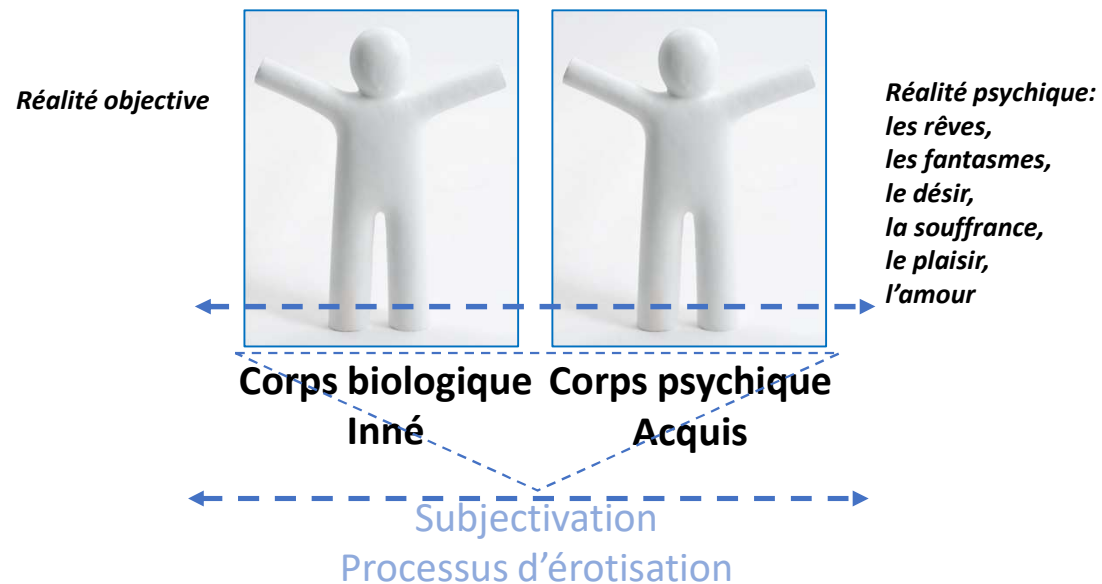 Réalité objective
Réalité psychique:
les rêves,
les fantasmes,
le désir,
la souffrance,
le plaisir,
l’amour
Corps biologique
Inné
Corps psychique
Acquis
Subjectivation
Processus d’érotisation